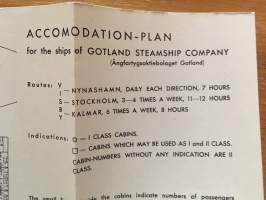 ACCOMODATION-PLAN
for the ships of GOTLAND STEAMSHIP COMPANY
(Ångfartygsaktiebolaget Gotland)
Routes: V
I — NYNÄSHAMN, DAILY EACH DIRECTION, 7 HOURS
S — STOCKHOLM, 3—4 TIMES A WEEK, 11—12 HOURS
B — KALMAR, 6 TIMES A WEEK, 8 HOURS
Y
Indications: O — I CLASS CABINS.
□ — CABINS WHICH MAY BE USED AS I and II CLASS.
CABIN-NUMBERS WITHOUT ANY INDICATION ARE II
CLASS.
the cabins indicate numbers of passengers